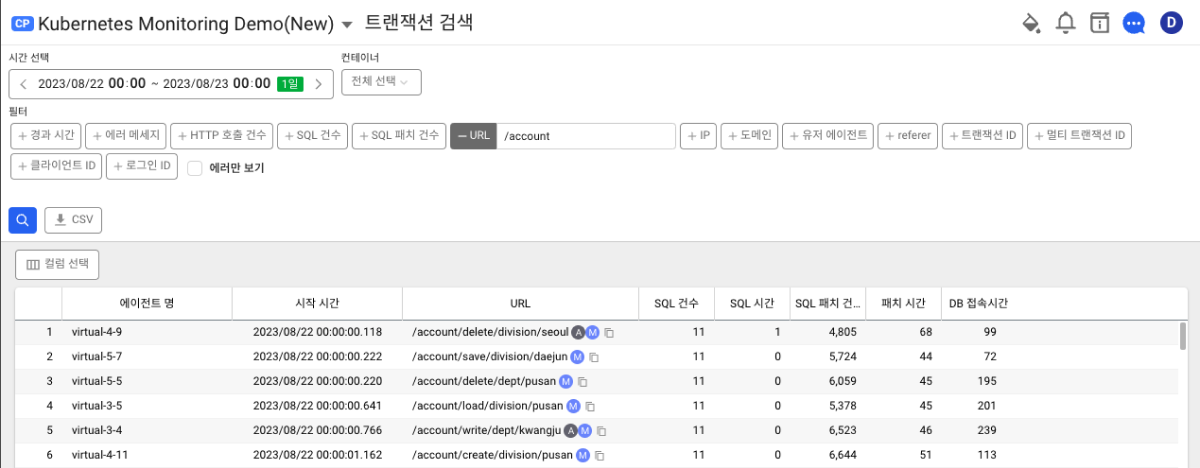 CP Kubernetes Monitoring Demo(New) 트랜잭션 검색 D
시간 선택 컨테이너
2023/08/22 00:00 ~ 2023/08/23 00:00 1일 전체 선택
필터
+ 경과 시간 + 에러 메세지 + HTTP 호출 건수 + SQL 건수 + SQL 패치 건수 − URL /account + IP + 도메인 + 유저 에이전트 + referer + 트랜잭션 ID + 멀티 트랜잭션 ID
+ 클라이언트 ID + 로그인 ID 에러만 보기
CSV
컬럼 선택
에이전트 명 시작 시간 URL SQL 건수 SQL 시간 SQL 패치 건... 패치 시간 DB 접속시간
1 virtual-4-9 2023/08/22 00:00:00.118 /account/delete/division/seoul A M 11 1 4,805 68 99
2 virtual-5-7 2023/08/22 00:00:00.222 /account/save/division/daejun M 11 0 5,724 44 72
3 virtual-5-5 2023/08/22 00:00:00.220 /account/delete/dept/pusan M 11 0 6,059 45 195
4 virtual-3-5 2023/08/22 00:00:00.641 /account/load/division/pusan M 11 0 5,378 45 201
5 virtual-3-4 2023/08/22 00:00:00.766 /account/write/dept/kwangju A M 11 0 6,523 46 239
6 virtual-4-11 2023/08/22 00:00:01.162 /account/create/division/pusan M 11 0 6,644 51 113